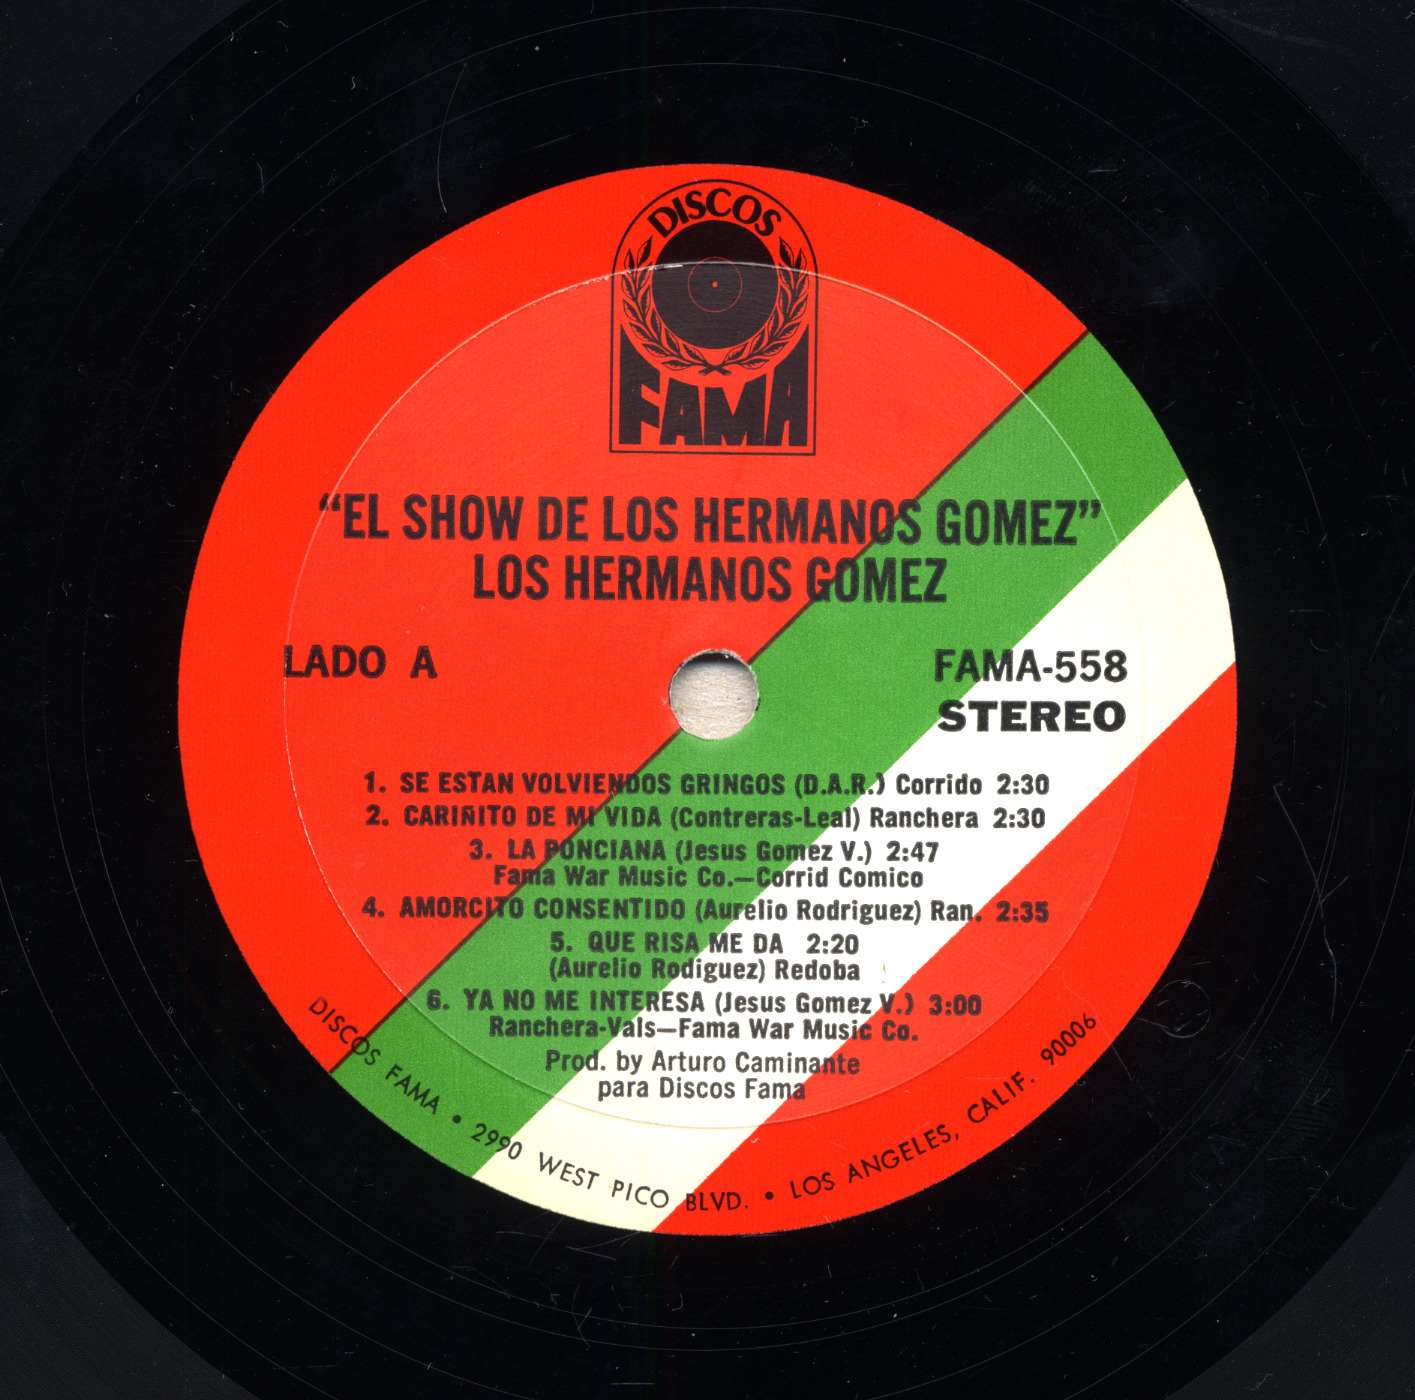 DISCOS
FAMA
“EL SHOW DE LOS HERMANOS GOMEZ”
LOS HERMANOS GOMEZ
LADO A
FAMA-558
STEREO
1. SE ESTAN VOLVIENDOS GRINGOS (D.A.R.) Corrido 2:30
2. CARIÑITO DE MI VIDA (Contreras-Leal) Ranchera 2:30
3. LA PONCIANA (Jesus Gomez V.) 2:47
Fama War Music Co.—Corrid Comico
4. AMORCITO CONSENTIDO (Aurelio Rodriguez) Ran. 2:35
5. QUE RISA ME DA 2:20
(Aurelio Rodiguez) Redoba
6. YA NO ME INTERESA (Jesus Gomez V.) 3:00
Ranchera-Vals—Fama War Music Co.
Prod. by Arturo Caminante
para Discos Fama
DISCOS FAMA • 2990 WEST PICO BLVD. • LOS ANGELES, CALIF. 90006